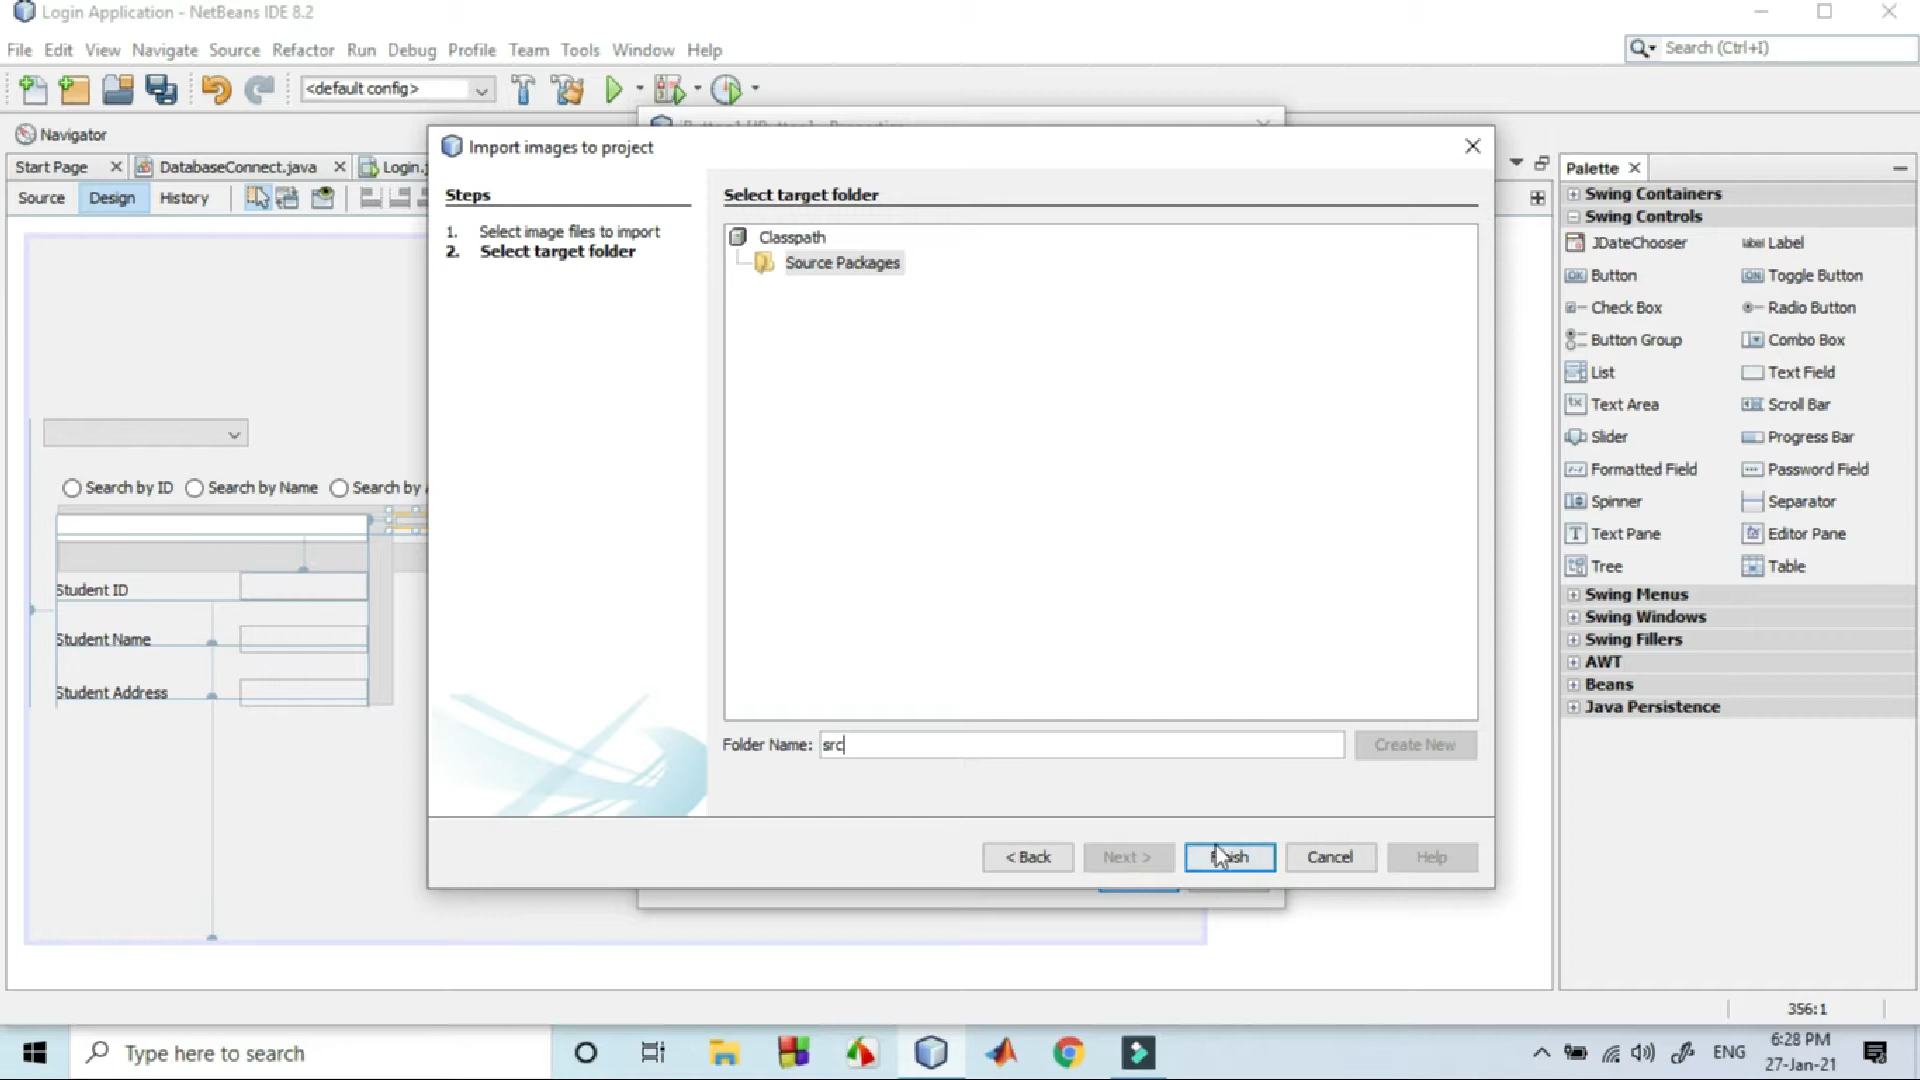 Login Application - NetBeans IDE 8.2
File Edit View Navigate Source Refactor Run Debug Profile Team Tools Window Help
Search (Ctrl+I)
<default config>
Navigator
Import images to project
Start Page
DatabaseConnect.java
Login.
Palette
Source
Design
History
Steps
1. Select image files to import
2. Select target folder
Select target folder
Classpath
Source Packages
Folder Name: src
Create New
< Back
Next >
Finish
Cancel
Help
Search by ID
Search by Name
Search by
Student ID
Student Name
Student Address
Swing Containers
Swing Controls
JDateChooser
Label
Button
Toggle Button
Check Box
Radio Button
Button Group
Combo Box
List
Text Field
Text Area
Scroll Bar
Slider
Progress Bar
Formatted Field
Password Field
Spinner
Separator
Text Pane
Editor Pane
Tree
Table
Swing Menus
Swing Windows
Swing Fillers
AWT
Beans
Java Persistence
356:1
Type here to search
ENG
6:28 PM
27-Jan-21